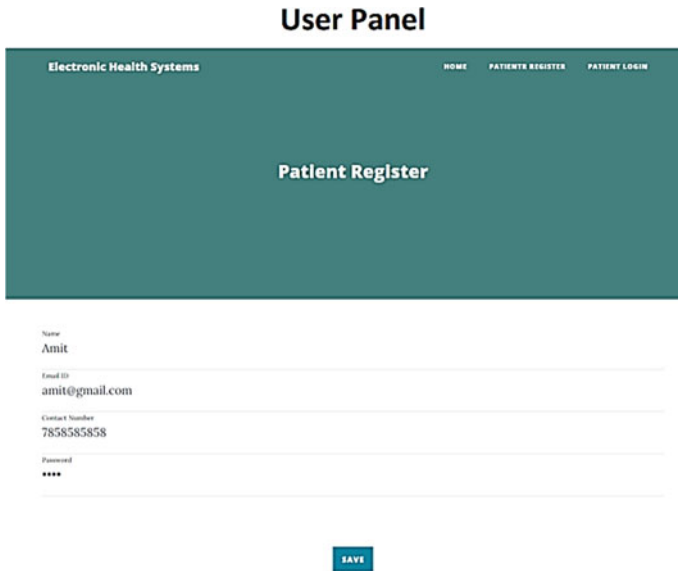 User Panel
Electronic Health Systems HOME PATIENTR REGISTER PATIENT LOGIN
Patient Register
Name
Amit
Email ID
amit@gmail.com
Contact Number
7858585858
Password
••••
SAVE